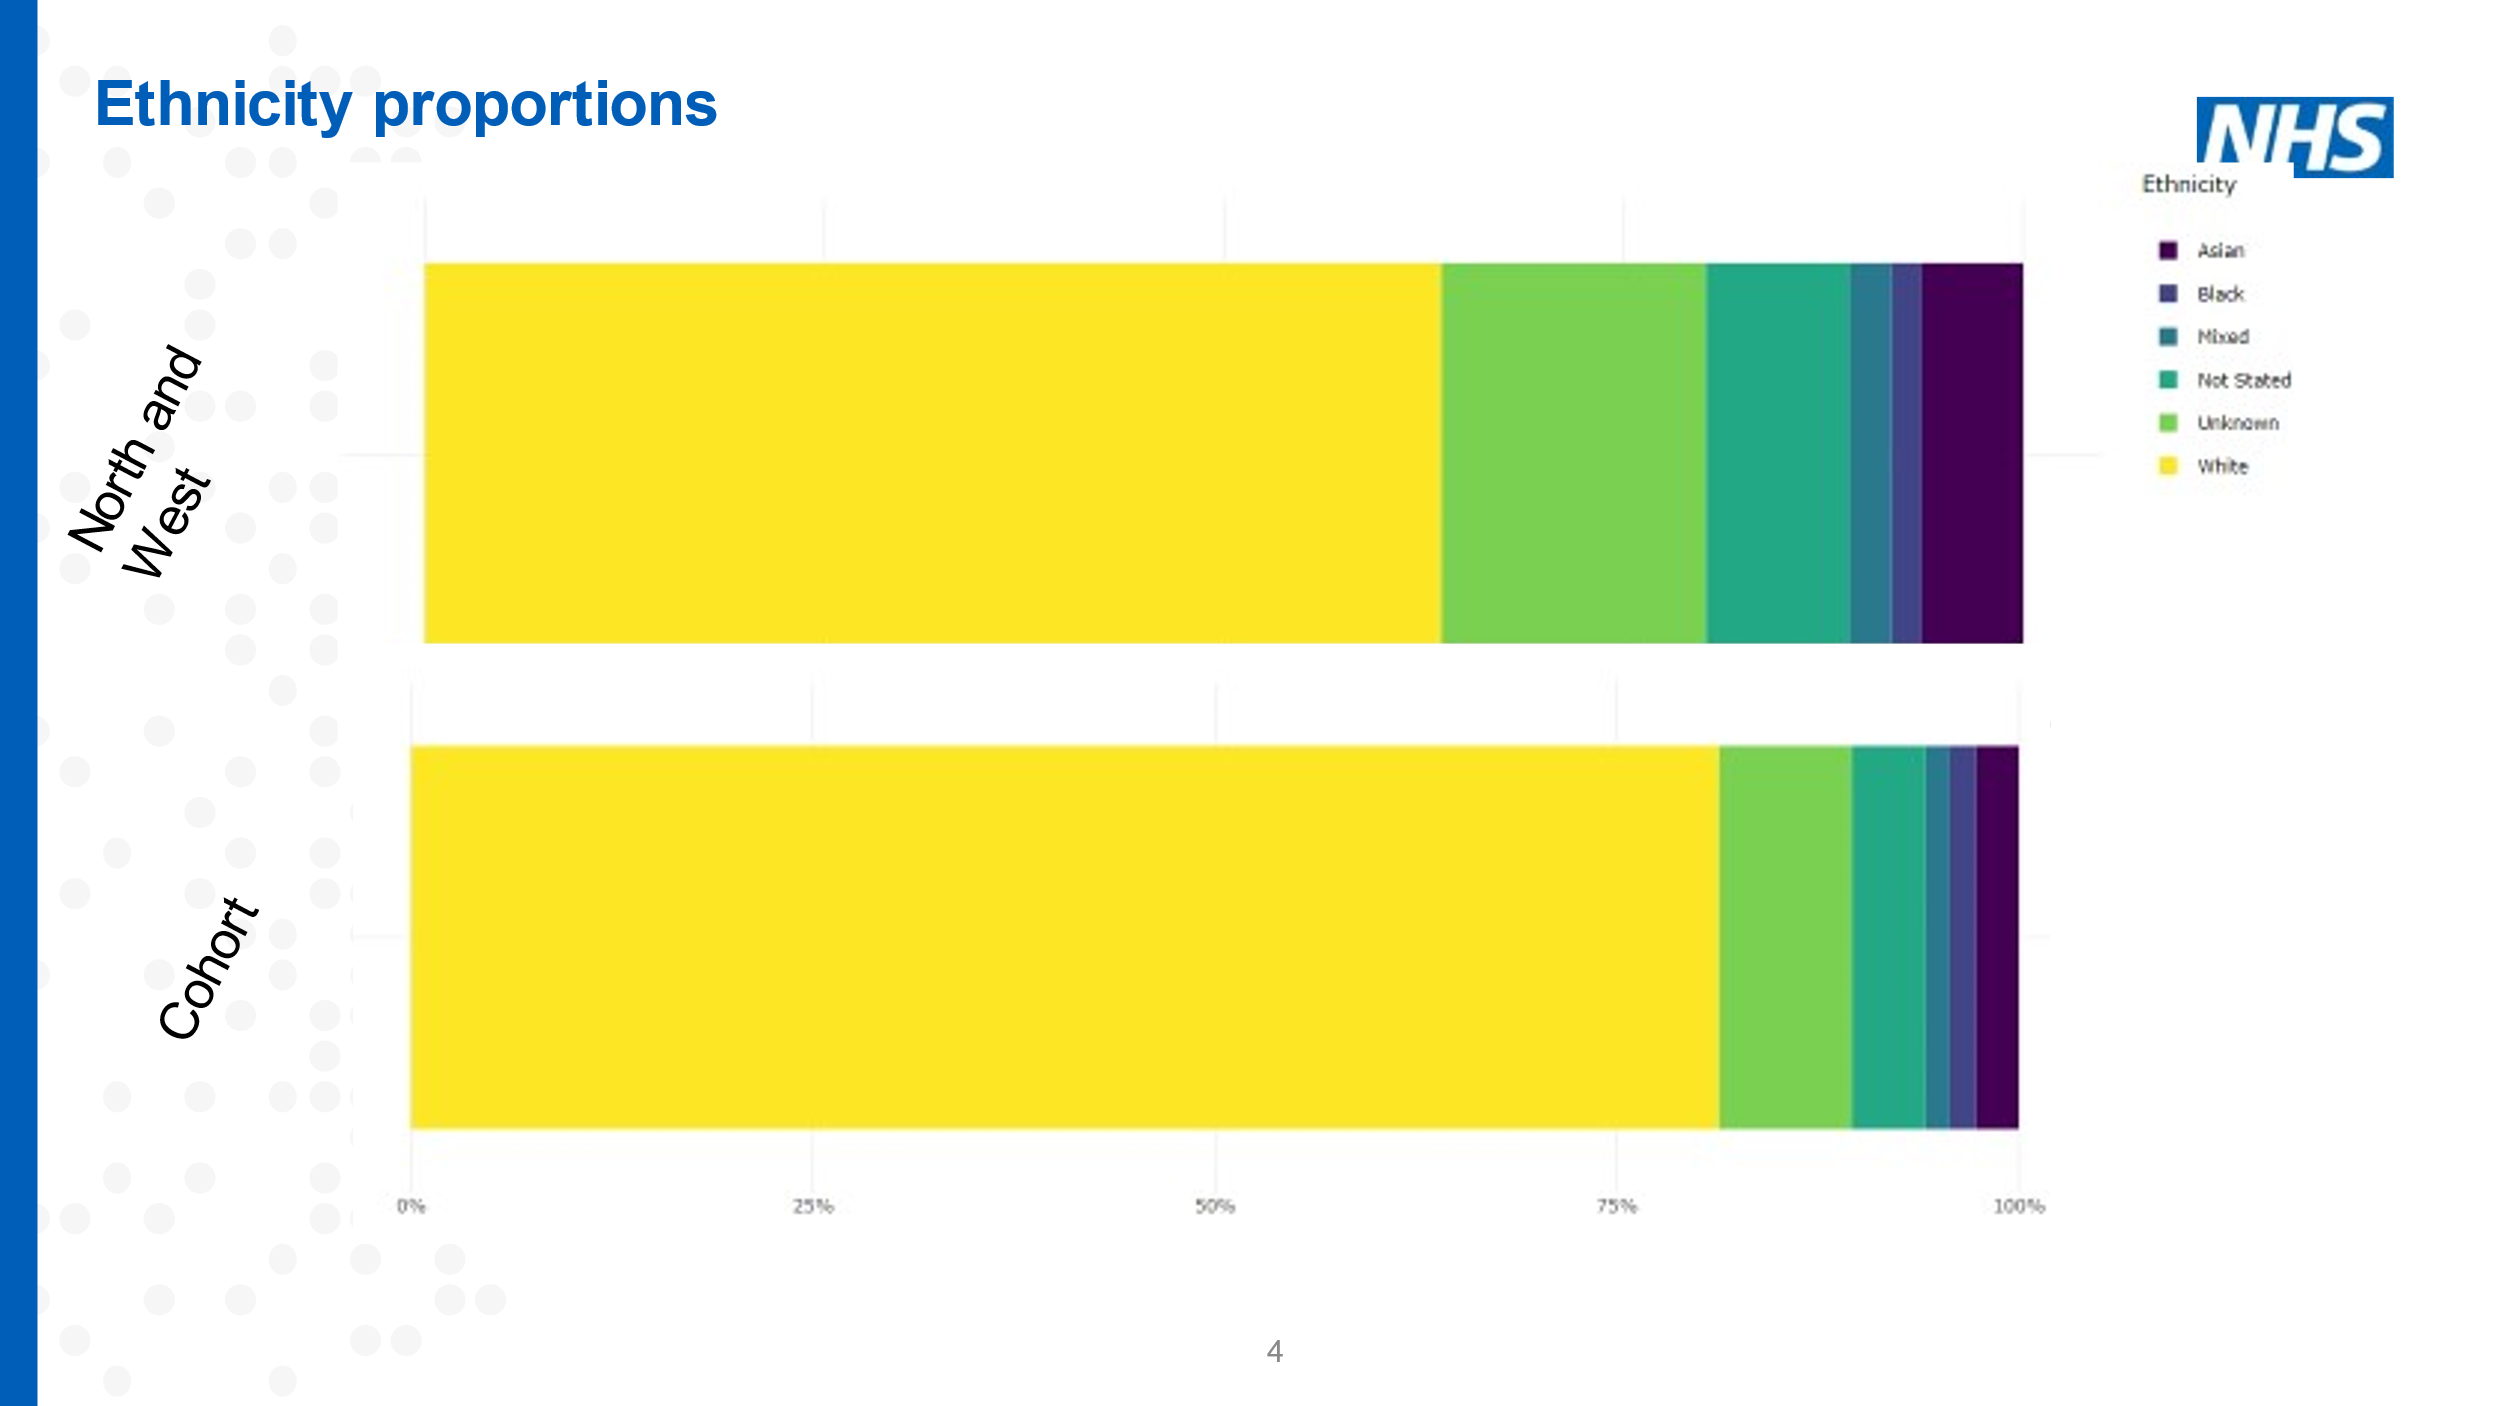 Ethnicity proportions
NHS
Ethnicity
Asian
Black
Mixed
Not Stated
Unknown
White
North and
West
Cohort
0%
25%
50%
75%
100%
4